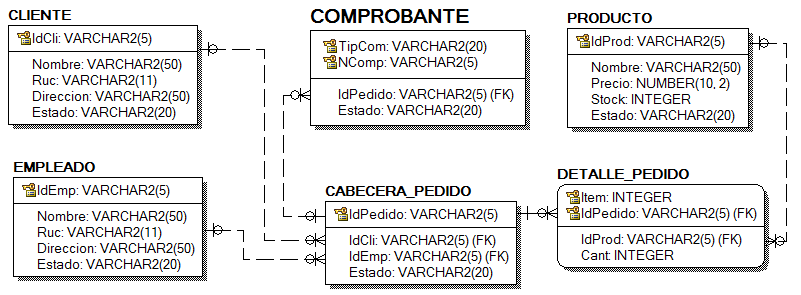 CLIENTE
IdCli: VARCHAR2(5)
Nombre: VARCHAR2(50)
Ruc: VARCHAR2(11)
Direccion: VARCHAR2(50)
Estado: VARCHAR2(20)
COMPROBANTE
TipCom: VARCHAR2(20)
NComp: VARCHAR2(5)
IdPedido: VARCHAR2(5) (FK)
Estado: VARCHAR2(20)
PRODUCTO
IdProd: VARCHAR2(5)
Nombre: VARCHAR2(50)
Precio: NUMBER(10, 2)
Stock: INTEGER
Estado: VARCHAR2(20)
EMPLEADO
IdEmp: VARCHAR2(5)
Nombre: VARCHAR2(50)
Ruc: VARCHAR2(11)
Direccion: VARCHAR2(50)
Estado: VARCHAR2(20)
CABECERA_PEDIDO
IdPedido: VARCHAR2(5)
IdCli: VARCHAR2(5) (FK)
IdEmp: VARCHAR2(5) (FK)
Estado: VARCHAR2(20)
DETALLE_PEDIDO
Item: INTEGER
IdPedido: VARCHAR2(5) (FK)
IdProd: VARCHAR2(5) (FK)
Cant: INTEGER